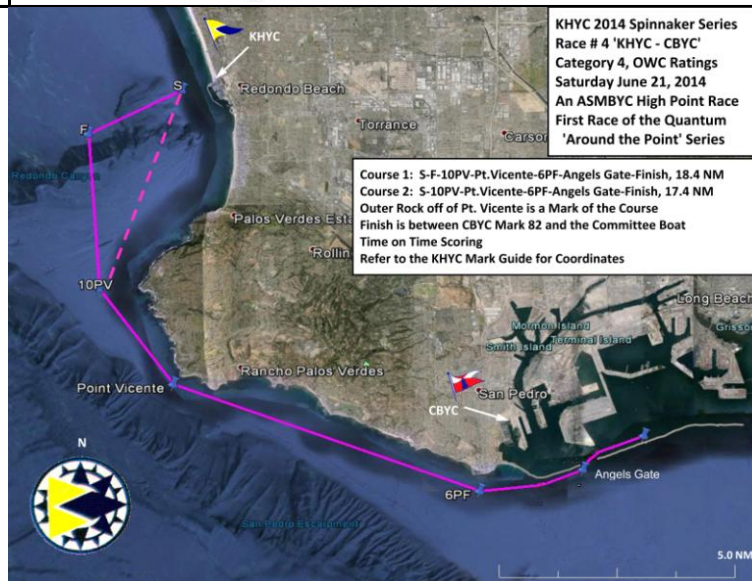 KHYC 2014 Spinnaker Series
Race # 4 'KHYC - CBYC'
Category 4, OWC Ratings
Saturday June 21, 2014
An ASMBYC High Point Race
First Race of the Quantum
'Around the Point' Series
Course 1: S-F-10PV-Pt.Vicente-6PF-Angels Gate-Finish, 18.4 NM
Course 2: S-10PV-Pt.Vicente-6PF-Angels Gate-Finish, 17.4 NM
Outer Rock off of Pt. Vicente is a Mark of the Course
Finish is between CBYC Mark 82 and the Committee Boat
Time on Time Scoring
Refer to the KHYC Mark Guide for Coordinates
KHYC
S
Redondo Beach
F
Torrance
Carson
Redondo Canyon
Palos Verdes Esta
Rollin
10PV
Long Beach
Mormon Island
Terminal Island
Smith Island
Grisso
Point Vicente
Rancho Palos Verdes
San Pedro
CBYC
N
Angels Gate
6PF
San Pedro Escarpment
5.0 NM